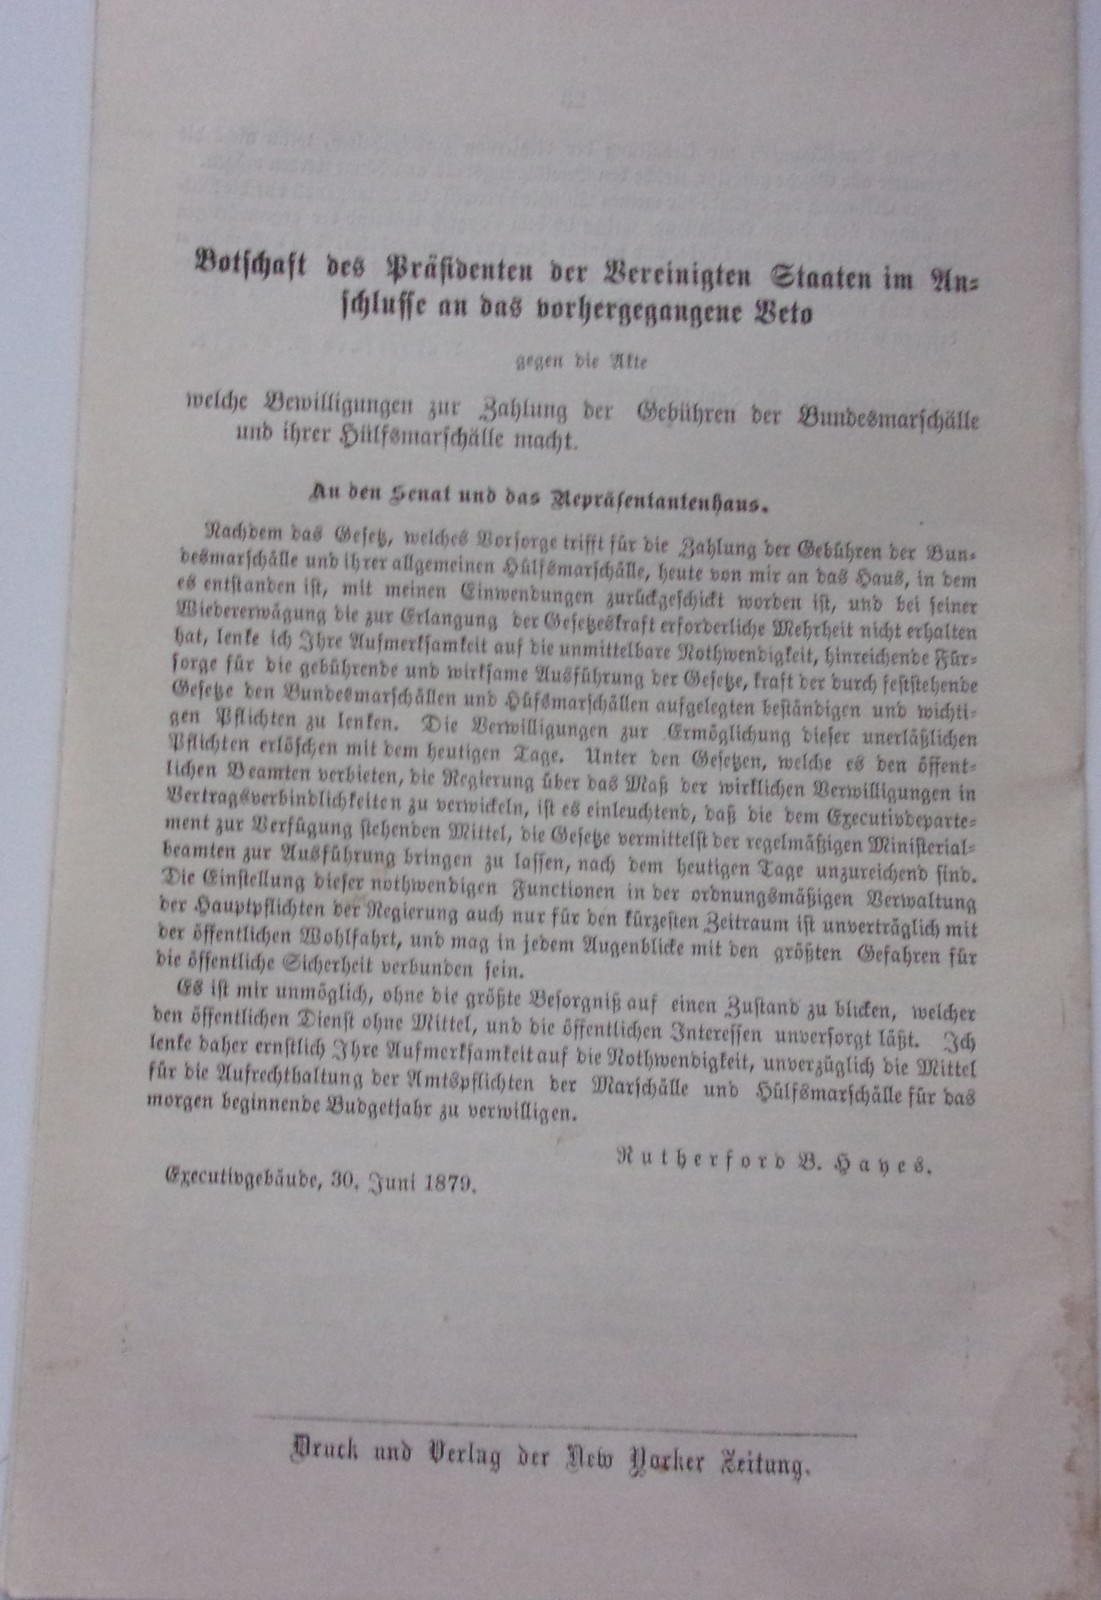 Botschaft des Präsidenten der Vereinigten Staaten im An-
schlusse an das vorhergegangene Veto
gegen die Akte
welche Bewilligungen zur Zahlung der Gebühren der Bundesmarschälle
und ihrer Hülfsmarschälle macht.
An den Senat und das Repräsentantenhaus.
Nachdem das Gesetz, welches Vorsorge trifft für die Zahlung der Gebühren der Bun-
desmarschälle und ihrer allgemeinen Hülfsmarschälle, heute von mir an das Haus, in dem
es entstanden ist, mit meinen Einwendungen zurückgeschickt worden ist, und bei seiner
Wiedererwägung die zur Erlangung der Gesetzeskraft erforderliche Mehrheit nicht erhalten
hat, lenke ich Ihre Aufmerksamkeit auf die unmittelbare Nothwendigkeit, hinreichende Für-
sorge für die gebührende und wirksame Ausführung der Gesetze, kraft der durch feststehende
Gesetze den Bundesmarschällen und Hüfsmarschällen aufgelegten beständigen und wichti-
gen Pflichten zu lenken. Die Verwilligungen zur Ermöglichung dieser unerläßlichen
Pflichten erlöschen mit dem heutigen Tage. Unter den Gesetzen, welche es den öffent-
lichen Beamten verbieten, die Regierung über das Maß der wirklichen Verwilligungen in
Vertragsverbindlichkeiten zu verwickeln, ist es einleuchtend, daß die dem Executivdeparte-
ment zur Verfügung stehenden Mittel, die Gesetze vermittelst der regelmäßigen Ministerial-
beamten zur Ausführung bringen zu lassen, nach dem heutigen Tage unzureichend sind.
Die Einstellung dieser nothwendigen Functionen in der ordnungsmäßigen Verwaltung
der Hauptpflichten der Regierung auch nur für den kürzesten Zeitraum ist unverträglich mit
der öffentlichen Wohlfahrt, und mag in jedem Augenblicke mit den größten Gefahren für
die öffentliche Sicherheit verbunden sein.
Es ist mir unmöglich, ohne die größte Besorgniß auf einen Zustand zu blicken, welcher
den öffentlichen Dienst ohne Mittel, und die öffentlichen Interessen unversorgt läßt. Ich
lenke daher ernstlich Ihre Aufmerksamkeit auf die Nothwendigkeit, unverzüglich die Mittel
für die Aufrechthaltung der Amtspflichten der Marschälle und Hülfsmarschälle für das
morgen beginnende Budgetjahr zu verwilligen.
Rutherford B. Hayes.
Executivgebäude, 30. Juni 1879.
Druck und Verlag der New Yorker Zeitung.